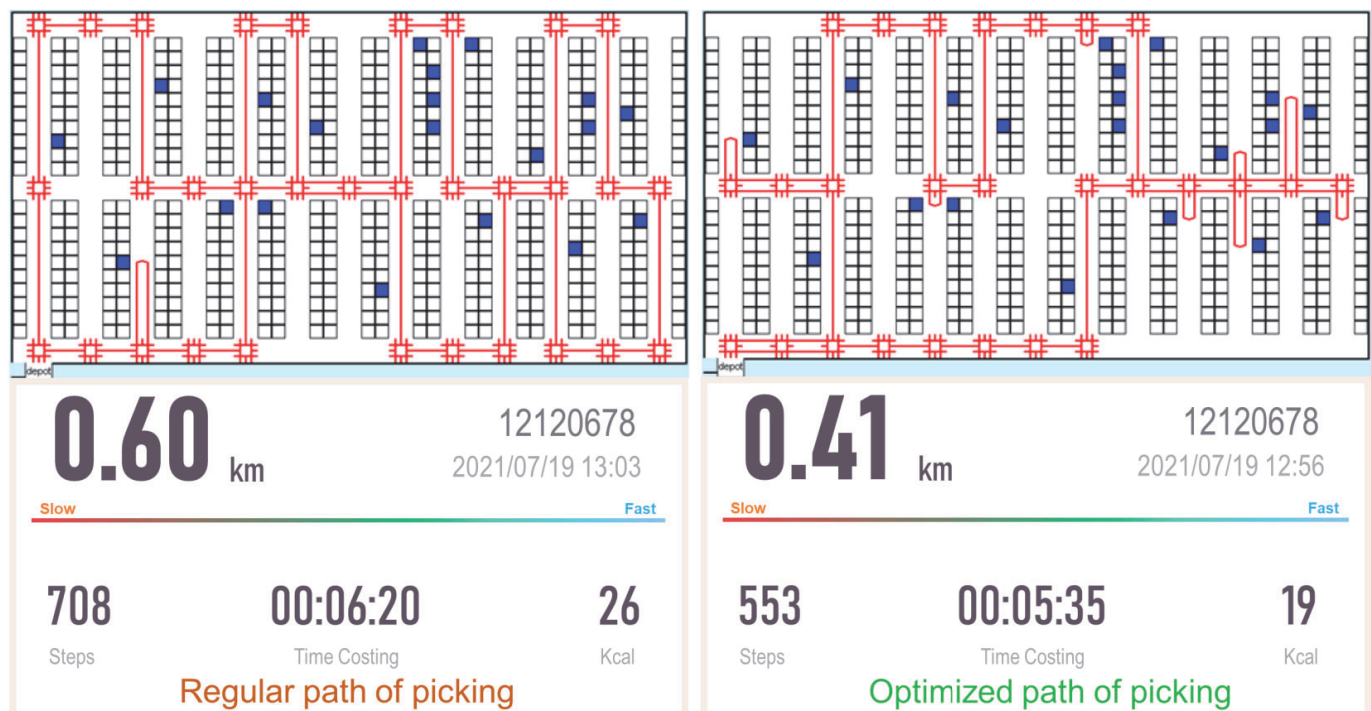 depot
0.60 km
12120678
2021/07/19 13:03
Slow Fast
708 00:06:20 26
Steps Time Costing Kcal
Regular path of picking
depot
0.41 km
12120678
2021/07/19 12:56
Slow Fast
553 00:05:35 19
Steps Time Costing Kcal
Optimized path of picking